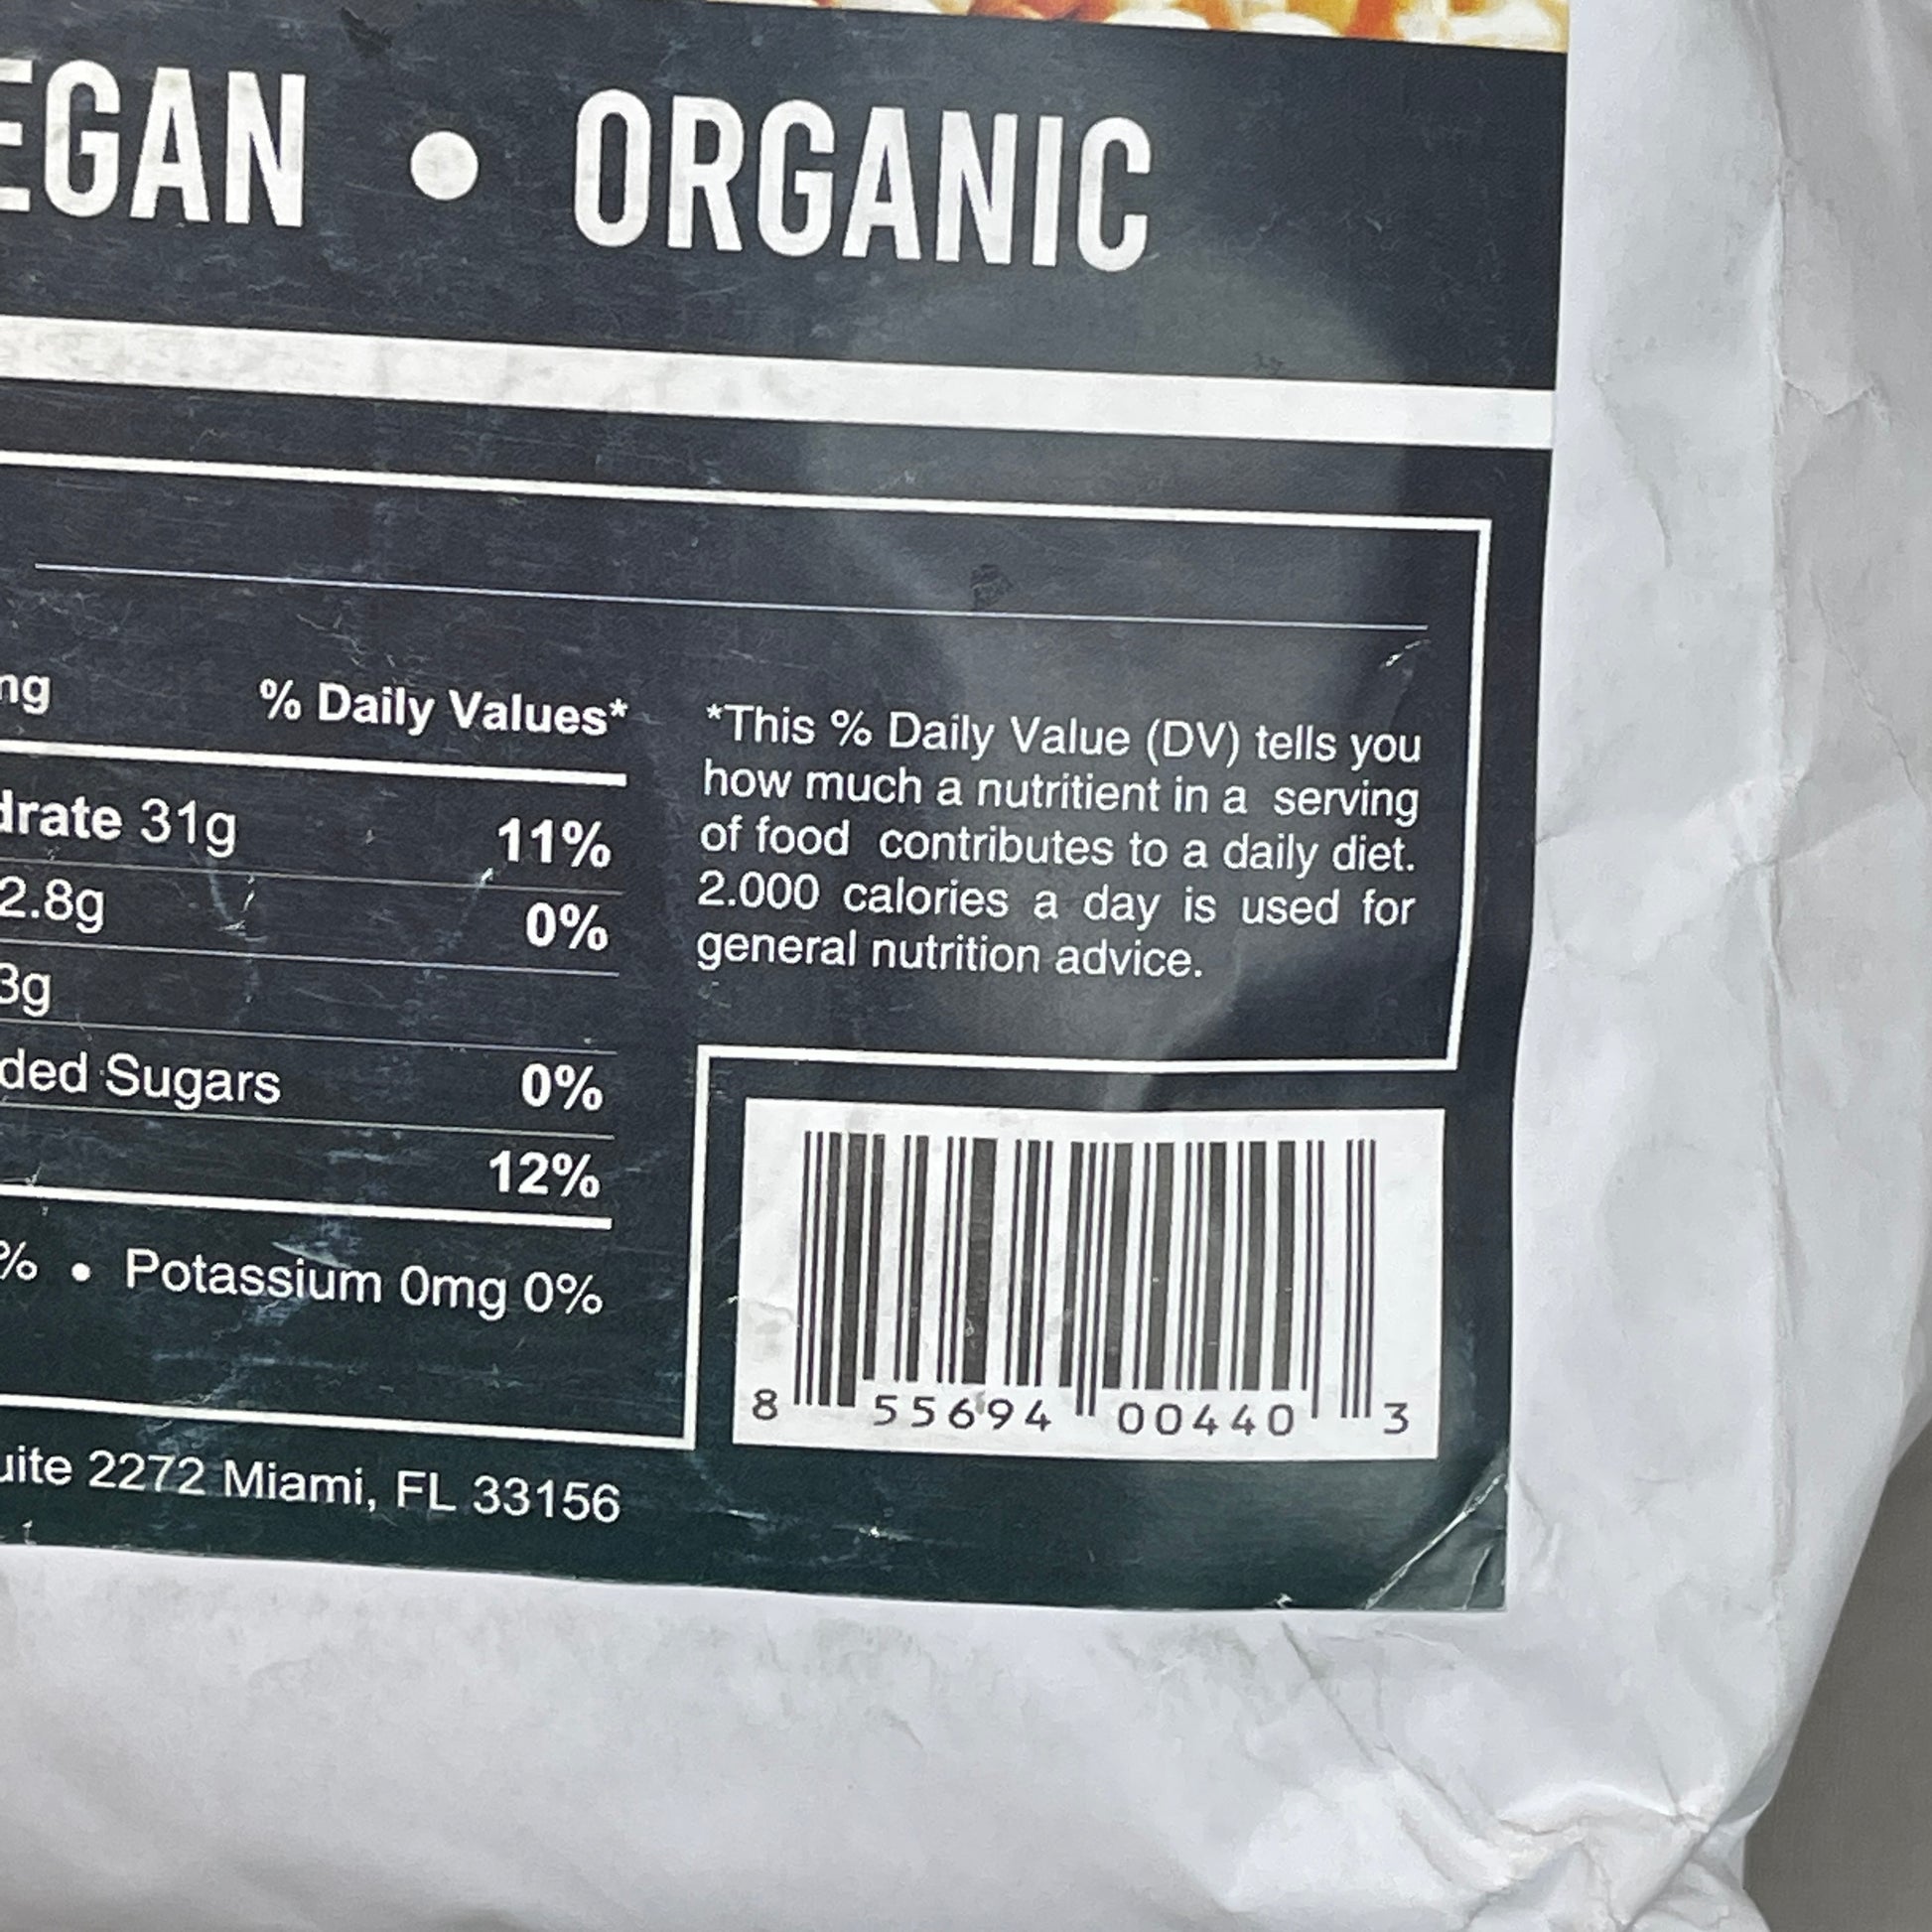 EGAN • ORGANIC
mg % Daily Values*
drate 31g 11%
2.8g 0%
3g
ded Sugars 0%
12%
% • Potassium 0mg 0%
*This % Daily Value (DV) tells you
how much a nutritient in a serving
of food contributes to a daily diet.
2.000 calories a day is used for
general nutrition advice.
8 55694 00440 3
uite 2272 Miami, FL 33156